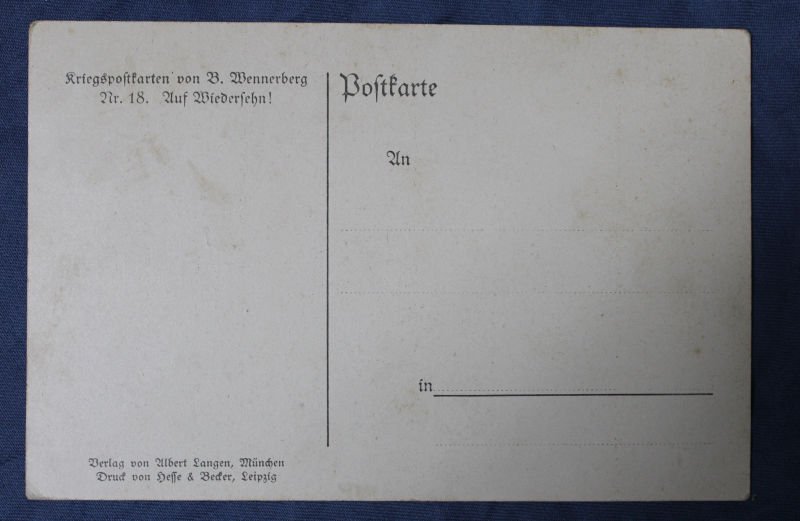 Kriegspostkarten von B. Wennerberg
Nr. 18. Auf Wiedersehn!
Postkarte
An
in
Verlag von Albert Langen, München
Druck von Hesse & Becker, Leipzig